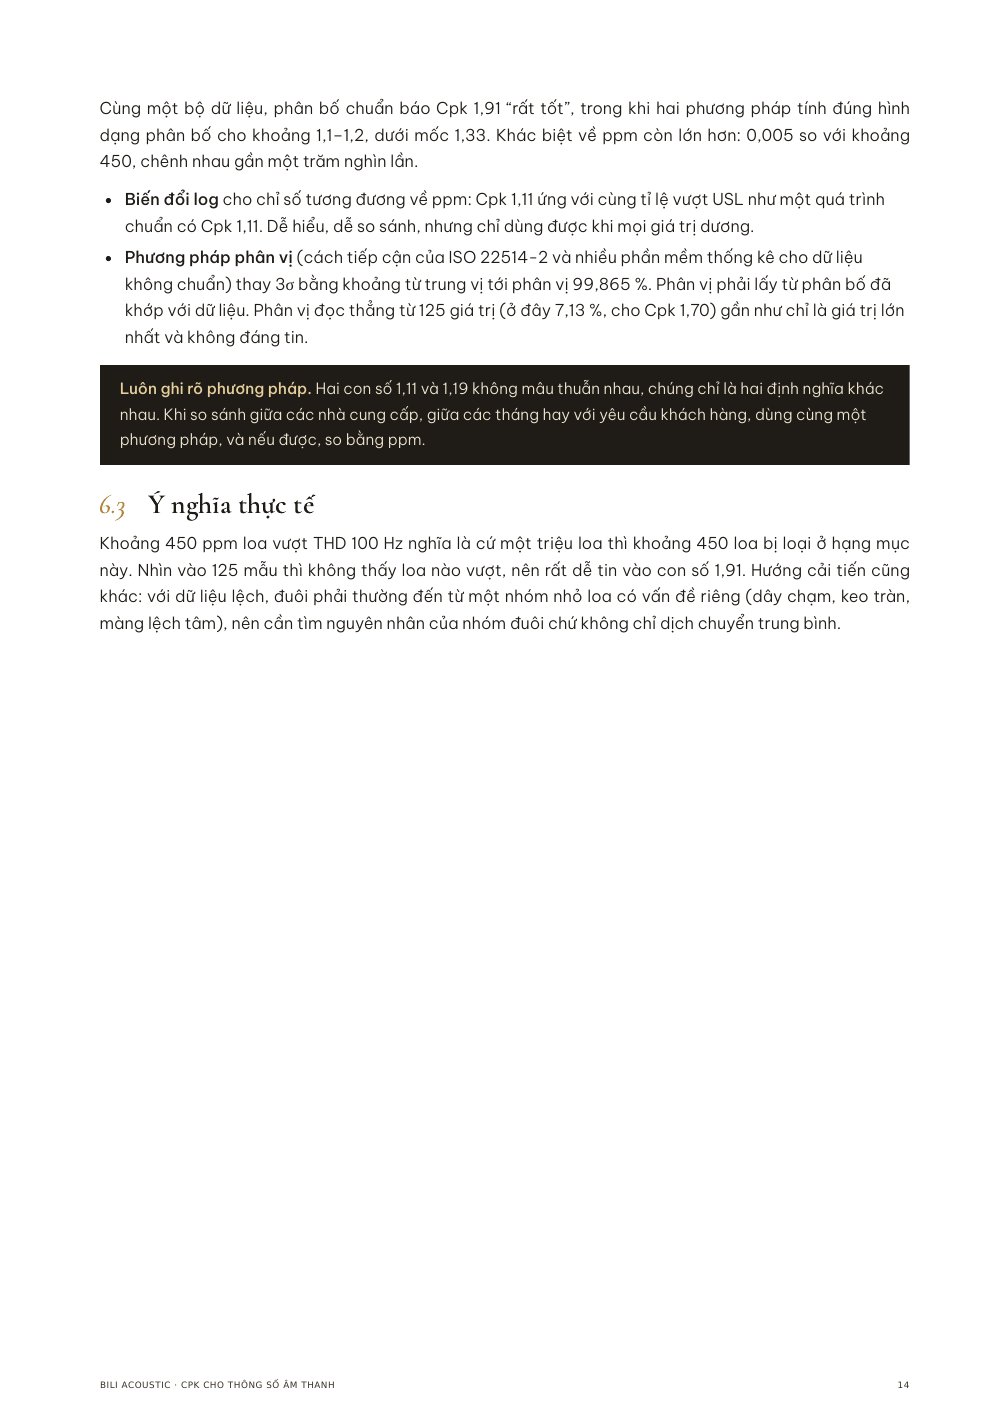 Cùng một bộ dữ liệu, phân bố chuẩn báo Cpk 1,91 “rất tốt”, trong khi hai phương pháp tính đúng hình
dạng phân bố cho khoảng 1,1–1,2, dưới mốc 1,33. Khác biệt về ppm còn lớn hơn: 0,005 so với khoảng
450, chênh nhau gần một trăm nghìn lần.
• Biến đổi log cho chỉ số tương đương về ppm: Cpk 1,11 ứng với cùng tỉ lệ vượt USL như một quá trình
chuẩn có Cpk 1,11. Dễ hiểu, dễ so sánh, nhưng chỉ dùng được khi mọi giá trị dương.
• Phương pháp phân vị (cách tiếp cận của ISO 22514-2 và nhiều phần mềm thống kê cho dữ liệu
không chuẩn) thay 3σ bằng khoảng từ trung vị tới phân vị 99,865 %. Phân vị phải lấy từ phân bố đã
khớp với dữ liệu. Phân vị đọc thẳng từ 125 giá trị (ở đây 7,13 %, cho Cpk 1,70) gần như chỉ là giá trị lớn
nhất và không đáng tin.
Luôn ghi rõ phương pháp. Hai con số 1,11 và 1,19 không mâu thuẫn nhau, chúng chỉ là hai định nghĩa khác
nhau. Khi so sánh giữa các nhà cung cấp, giữa các tháng hay với yêu cầu khách hàng, dùng cùng một
phương pháp, và nếu được, so bằng ppm.
6.3 Ý nghĩa thực tế
Khoảng 450 ppm loa vượt THD 100 Hz nghĩa là cứ một triệu loa thì khoảng 450 loa bị loại ở hạng mục
này. Nhìn vào 125 mẫu thì không thấy loa nào vượt, nên rất dễ tin vào con số 1,91. Hướng cải tiến cũng
khác: với dữ liệu lệch, đuôi phải thường đến từ một nhóm nhỏ loa có vấn đề riêng (dây chạm, keo tràn,
màng lệch tâm), nên cần tìm nguyên nhân của nhóm đuôi chứ không chỉ dịch chuyển trung bình.
BILI ACOUSTIC · CPK CHO THÔNG SỐ ÂM THANH
14